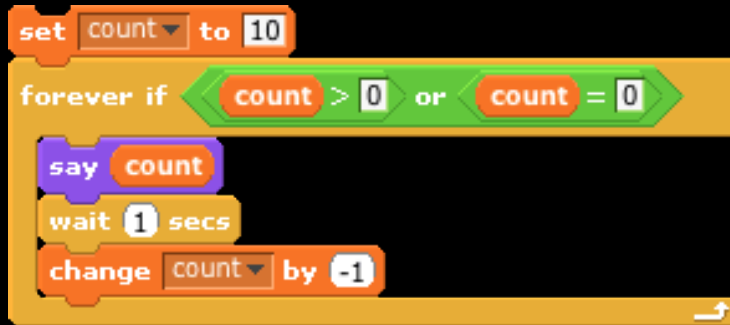 set count to 10
forever if count > 0 or count = 0
say count
wait 1 secs
change count by -1